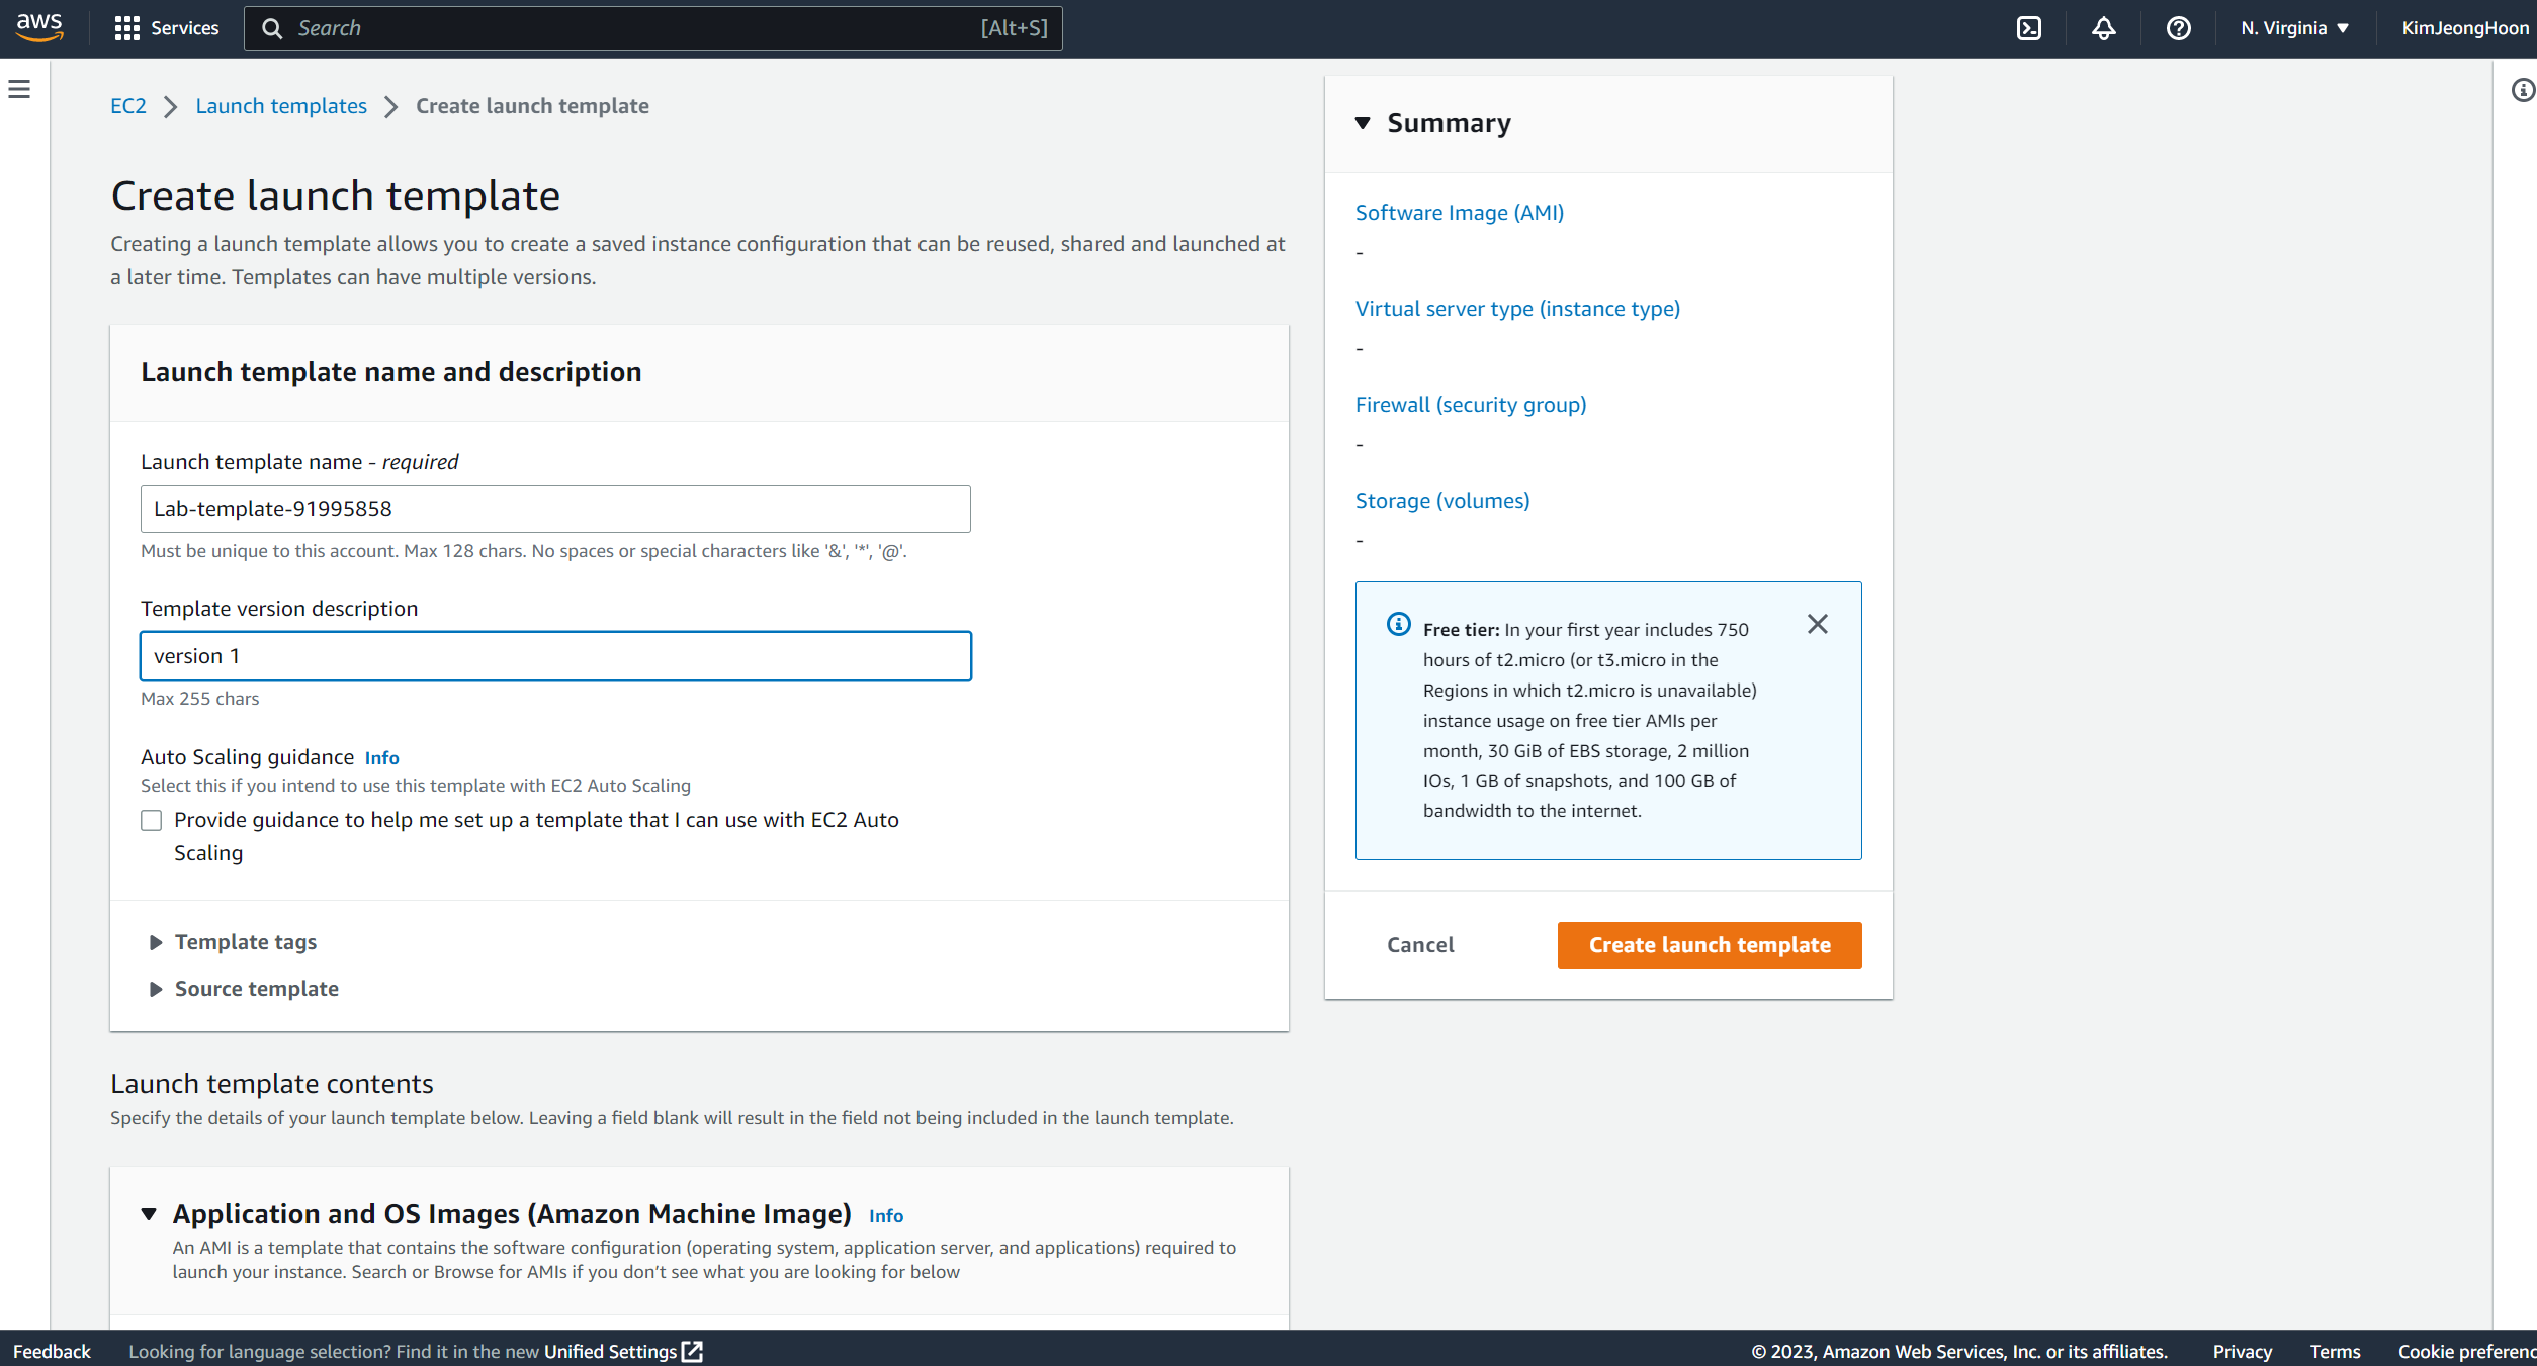 aws
Services
Search
[Alt+S]
N. Virginia
KimJeongHoon
EC2
Launch templates
Create launch template
Create launch template
Creating a launch template allows you to create a saved instance configuration that can be reused, shared and launched at
a later time. Templates can have multiple versions.
Launch template name and description
Launch template name - required
Lab-template-91995858
Must be unique to this account. Max 128 chars. No spaces or special characters like '&', '*', '@'.
Template version description
version 1
Max 255 chars
Auto Scaling guidance Info
Select this if you intend to use this template with EC2 Auto Scaling
Provide guidance to help me set up a template that I can use with EC2 Auto
Scaling
Template tags
Source template
Launch template contents
Specify the details of your launch template below. Leaving a field blank will result in the field not being included in the launch template.
Application and OS Images (Amazon Machine Image) Info
An AMI is a template that contains the software configuration (operating system, application server, and applications) required to
launch your instance. Search or Browse for AMIs if you don't see what you are looking for below
Summary
Software Image (AMI)
-
Virtual server type (instance type)
-
Firewall (security group)
-
Storage (volumes)
-
Free tier: In your first year includes 750
hours of t2.micro (or t3.micro in the
Regions in which t2.micro is unavailable)
instance usage on free tier AMIs per
month, 30 GiB of EBS storage, 2 million
IOs, 1 GB of snapshots, and 100 GB of
bandwidth to the internet.
Cancel
Create launch template
Feedback
Looking for language selection? Find it in the new Unified Settings
© 2023, Amazon Web Services, Inc. or its affiliates.
Privacy
Terms
Cookie preferenc